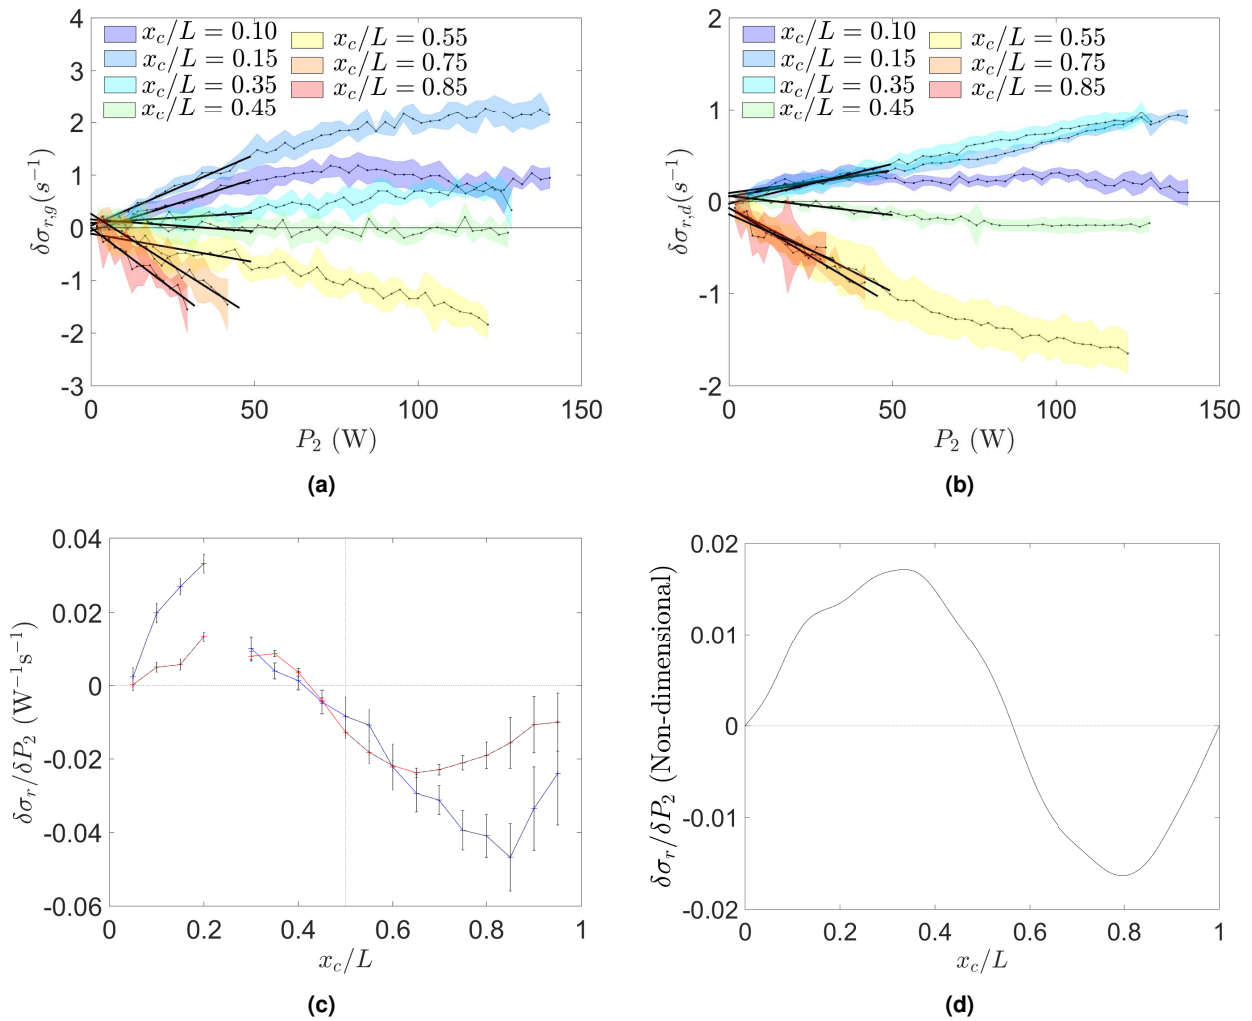 4
3
2
1
0
-1
-2
-3
δσ_{r,g}(s⁻¹)
x_c/L = 0.10
x_c/L = 0.15
x_c/L = 0.35
x_c/L = 0.45
x_c/L = 0.55
x_c/L = 0.75
x_c/L = 0.85
0 50 100 150
P₂ (W)
(a)
2
1
0
-1
-2
δσ_{r,d}(s⁻¹)
x_c/L = 0.10
x_c/L = 0.15
x_c/L = 0.35
x_c/L = 0.45
x_c/L = 0.55
x_c/L = 0.75
x_c/L = 0.85
0 50 100 150
P₂ (W)
(b)
0.04
0.02
0
-0.02
-0.04
-0.06
δσ_r/δP₂ (W⁻¹s⁻¹)
0 0.2 0.4 0.6 0.8 1
x_c/L
(c)
0.02
0.01
0
-0.01
-0.02
δσ_r/δP₂ (Non-dimensional)
0 0.2 0.4 0.6 0.8 1
x_c/L
(d)